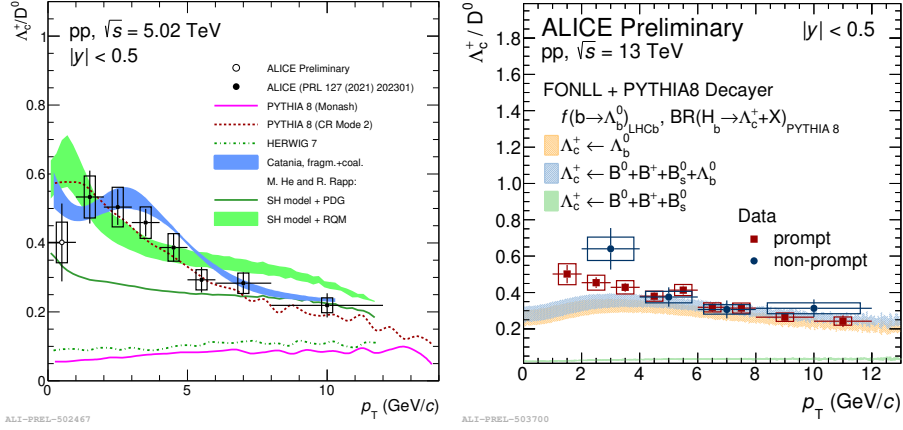 Λc+/D0
1
0.8
0.6
0.4
0.2
0
0
5
10
pp, √s = 5.02 TeV
|y| < 0.5
ALICE Preliminary
ALICE (PRL 127 (2021) 202301)
PYTHIA 8 (Monash)
PYTHIA 8 (CR Mode 2)
HERWIG 7
Catania, fragm.+coal.
M. He and R. Rapp:
SH model + PDG
SH model + RQM
pT (GeV/c)
ALI-PREL-502467
Λc+ / D0
1.8
1.6
1.4
1.2
1.0
0.8
0.6
0.4
0.2
0
2
4
6
8
10
12
ALICE Preliminary
|y| < 0.5
pp, √s = 13 TeV
FONLL + PYTHIA8 Decayer
f(b→Λb0)LHCb, BR(Hb→Λc++X)PYTHIA 8
Λc+ ← Λb0
Λc+ ← B0+B++Bs0+Λb0
Λc+ ← B0+B++Bs0
Data
prompt
non-prompt
pT (GeV/c)
ALI-PREL-503700